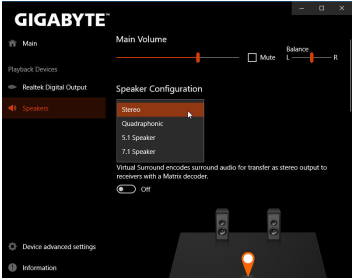 GIGABYTE™
Main
Playback Devices
Realtek Digital Output
Speakers
Device advanced settings
Information
Main Volume
Mute
Balance
L
R
Speaker Configuration
Stereo
Quadraphonic
5.1 Speaker
7.1 Speaker
Virtual Surround encodes surround audio for transfer as stereo output to
receivers with a Matrix decoder.
Off